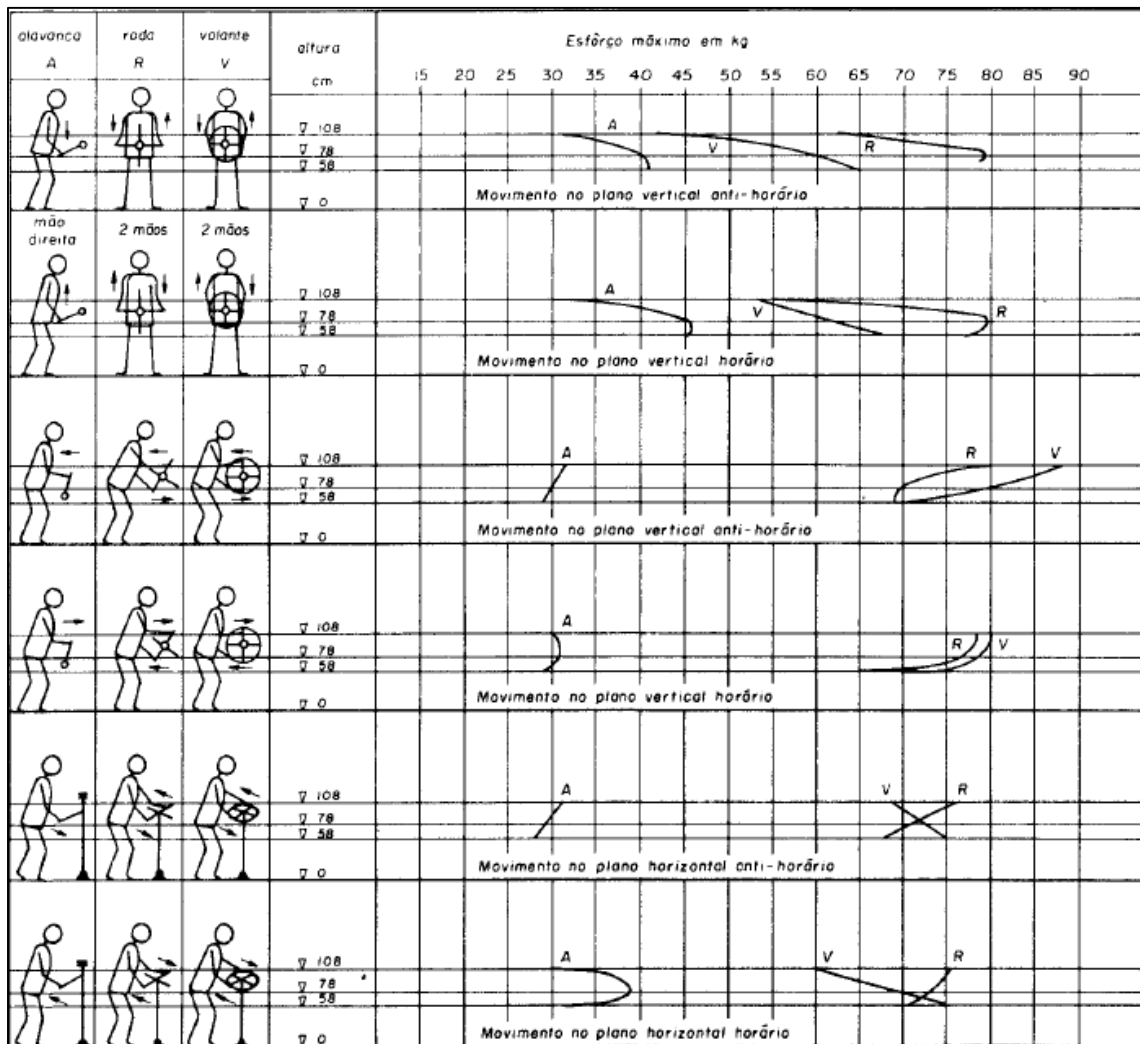 alavanca roda volante altura Esfôrço máximo em kg
A R V cm 15 20 25 30 35 40 45 50 55 60 65 70 75 80 85 90
▽ 108 A
▽ 78 V R
▽ 58
▽ 0 Movimento no plano vertical anti-horário
mão direita 2 mãos 2 mãos
▽ 108 A
▽ 78 V R
▽ 58
▽ 0 Movimento no plano vertical horário
▽ 108 A R V
▽ 78
▽ 58
▽ 0 Movimento no plano vertical anti-horário
▽ 108 A
▽ 78 R V
▽ 58
▽ 0 Movimento no plano vertical horário
▽ 108 A V R
▽ 78
▽ 58
▽ 0 Movimento no plano horizontal anti-horário
▽ 108 A V R
▽ 78
▽ 58
▽ 0 Movimento no plano horizontal horário